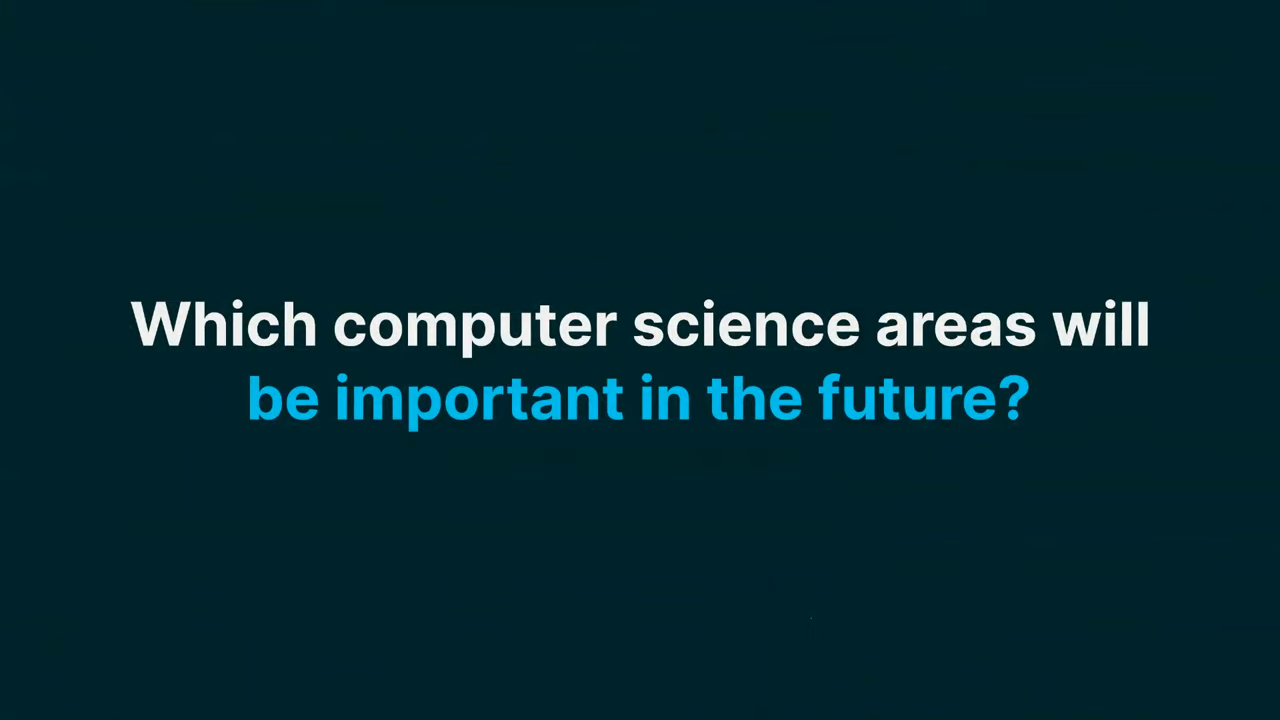 Which computer science areas will
be important in the future?